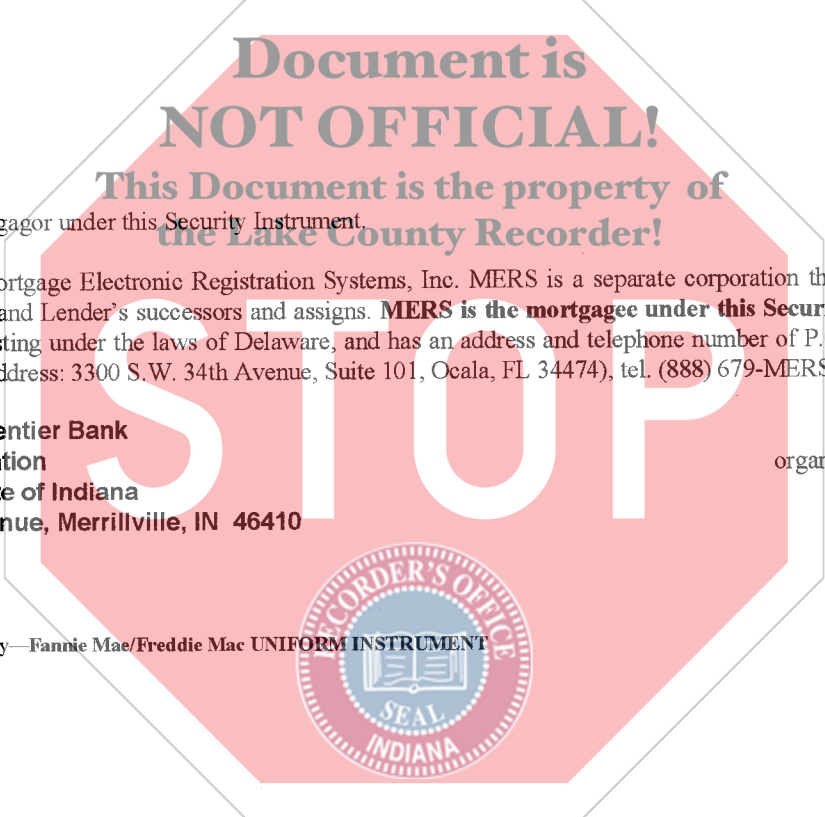 Document is
NOT OFFICIAL!
This Document is the property of
the Lake County Recorder!
gagor under this Security Instrument.
ortgage Electronic Registration Systems, Inc. MERS is a separate corporation th
and Lender's successors and assigns. MERS is the mortgagee under this Secur
ting under the laws of Delaware, and has an address and telephone number of P.
ddress: 3300 S.W. 34th Avenue, Suite 101, Ocala, FL 34474), tel. (888) 679-MERS
STOP
entier Bank
tion organ
te of Indiana
nue, Merrillville, IN 46410
y—Fannie Mae/Freddie Mac UNIFORM INSTRUMENT
RECORDER'S OFFICE
SEAL
INDIANA